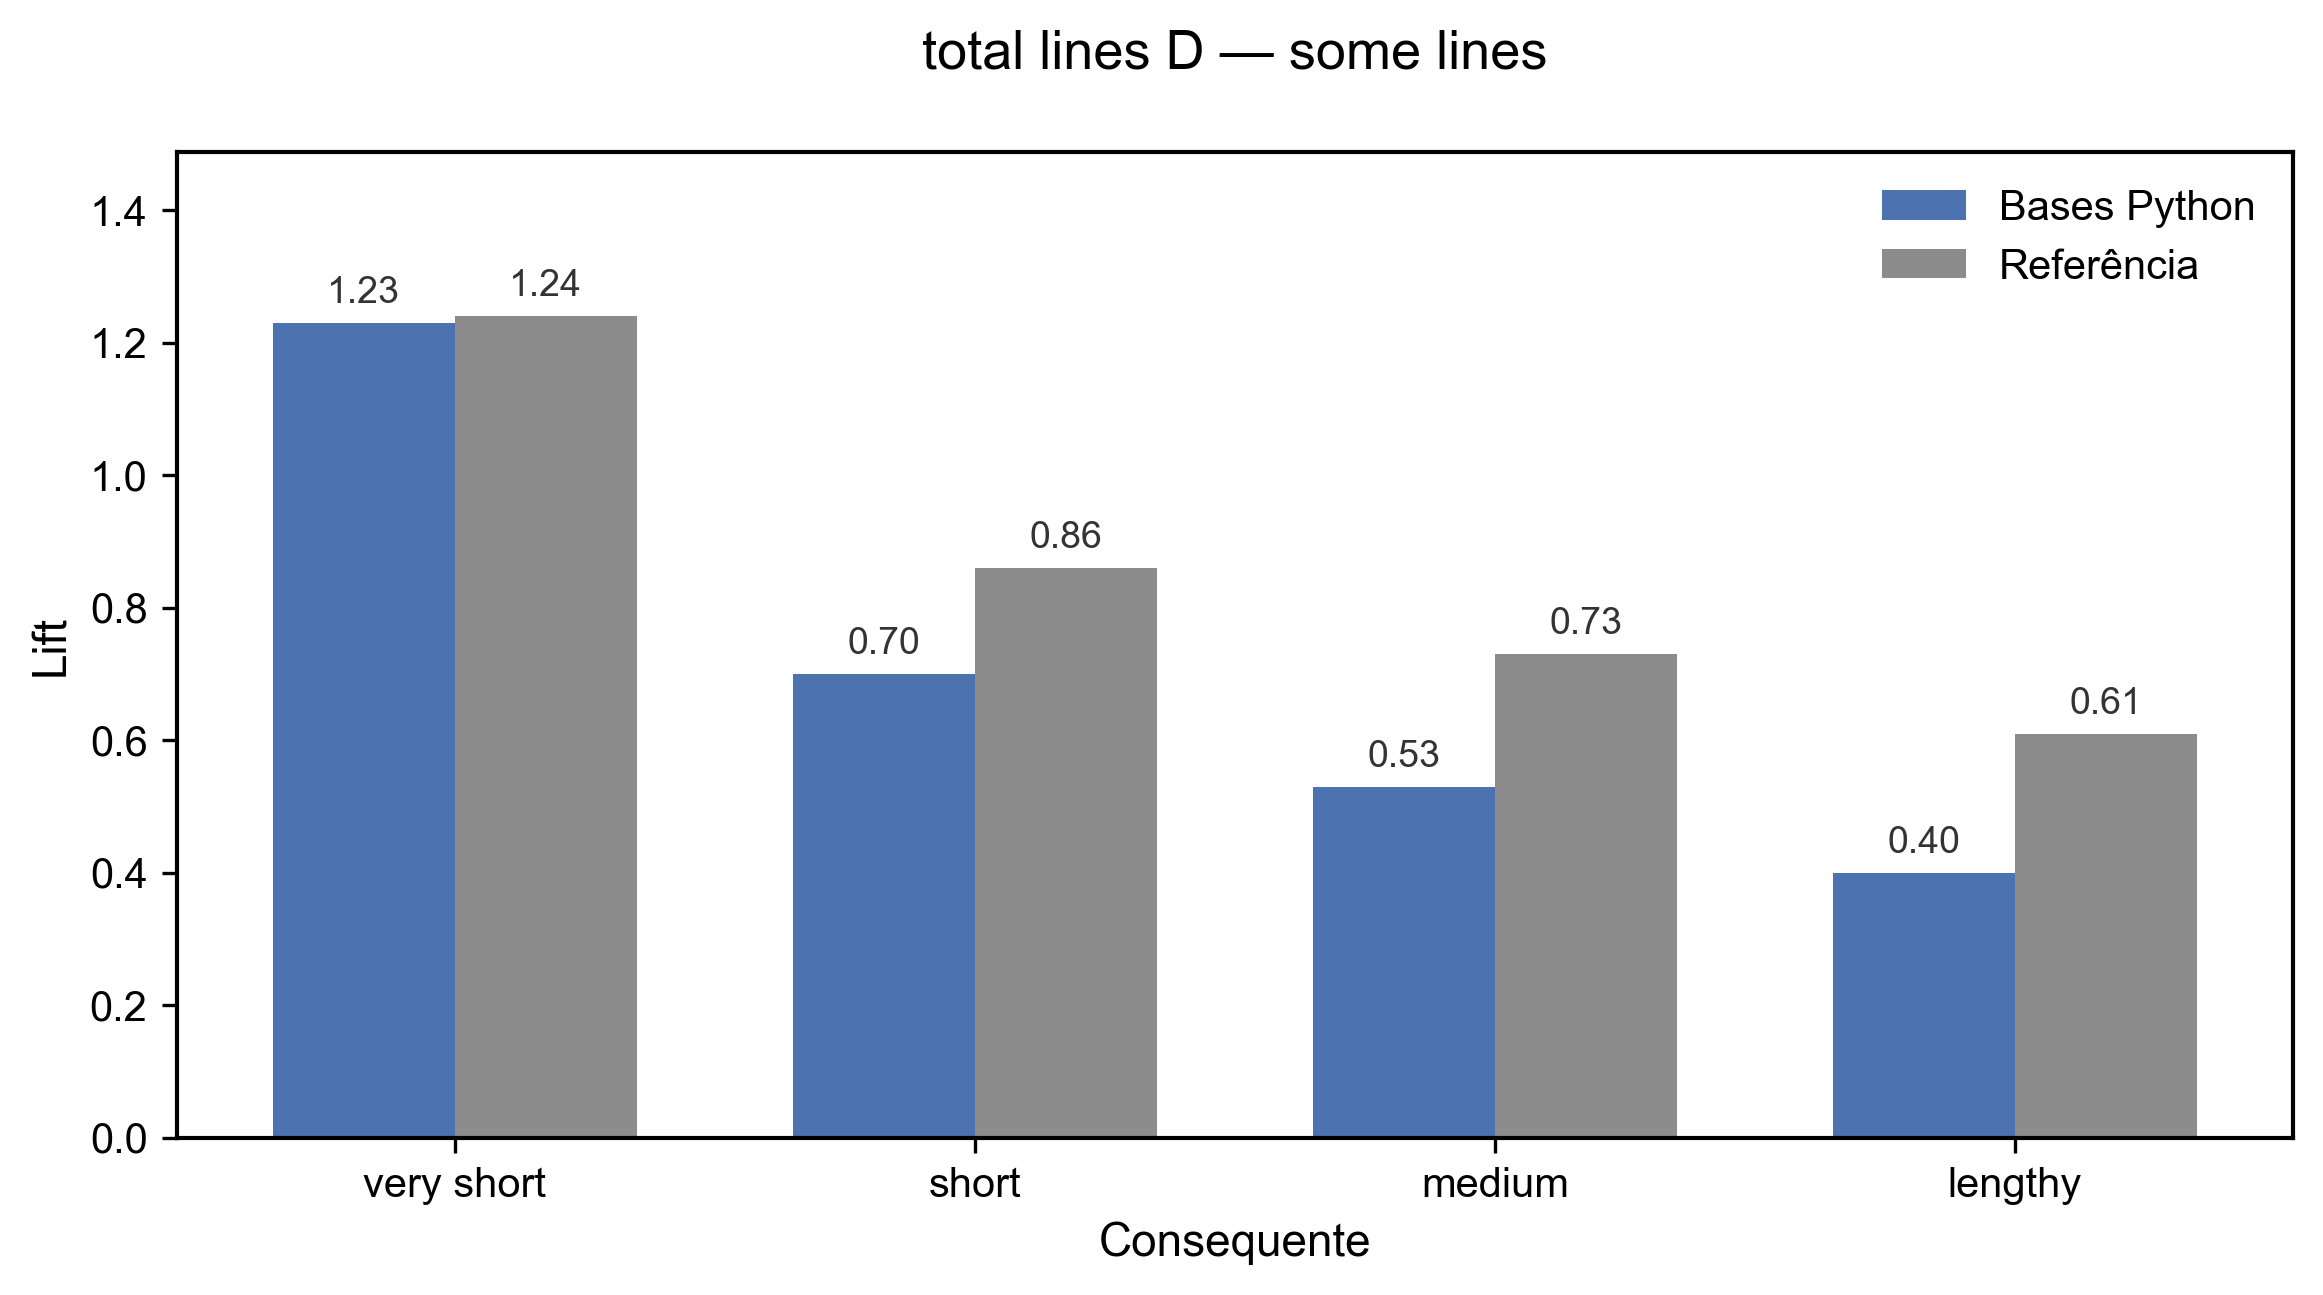 total lines D — some lines
Bases Python
Referência
1.4
1.2
1.0
0.8
0.6
0.4
0.2
0.0
Lift
1.23
1.24
0.70
0.86
0.53
0.73
0.40
0.61
very short
short
medium
lengthy
Consequente